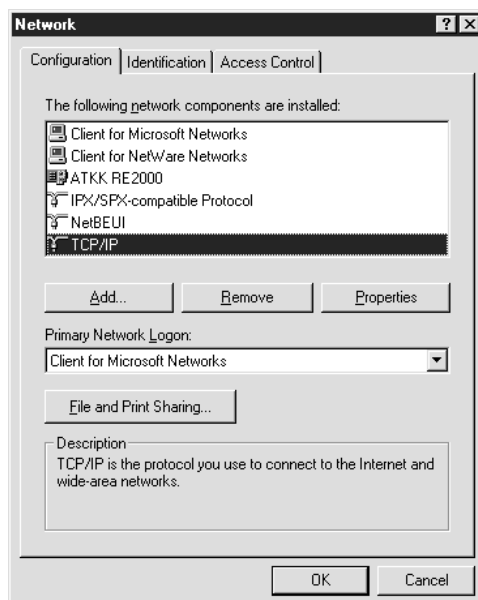 Network
Configuration Identification Access Control
The following network components are installed:
Client for Microsoft Networks
Client for NetWare Networks
ATKK RE2000
IPX/SPX-compatible Protocol
NetBEUI
TCP/IP
Add... Remove Properties
Primary Network Logon:
Client for Microsoft Networks
File and Print Sharing...
Description
TCP/IP is the protocol you use to connect to the Internet and
wide-area networks.
OK Cancel